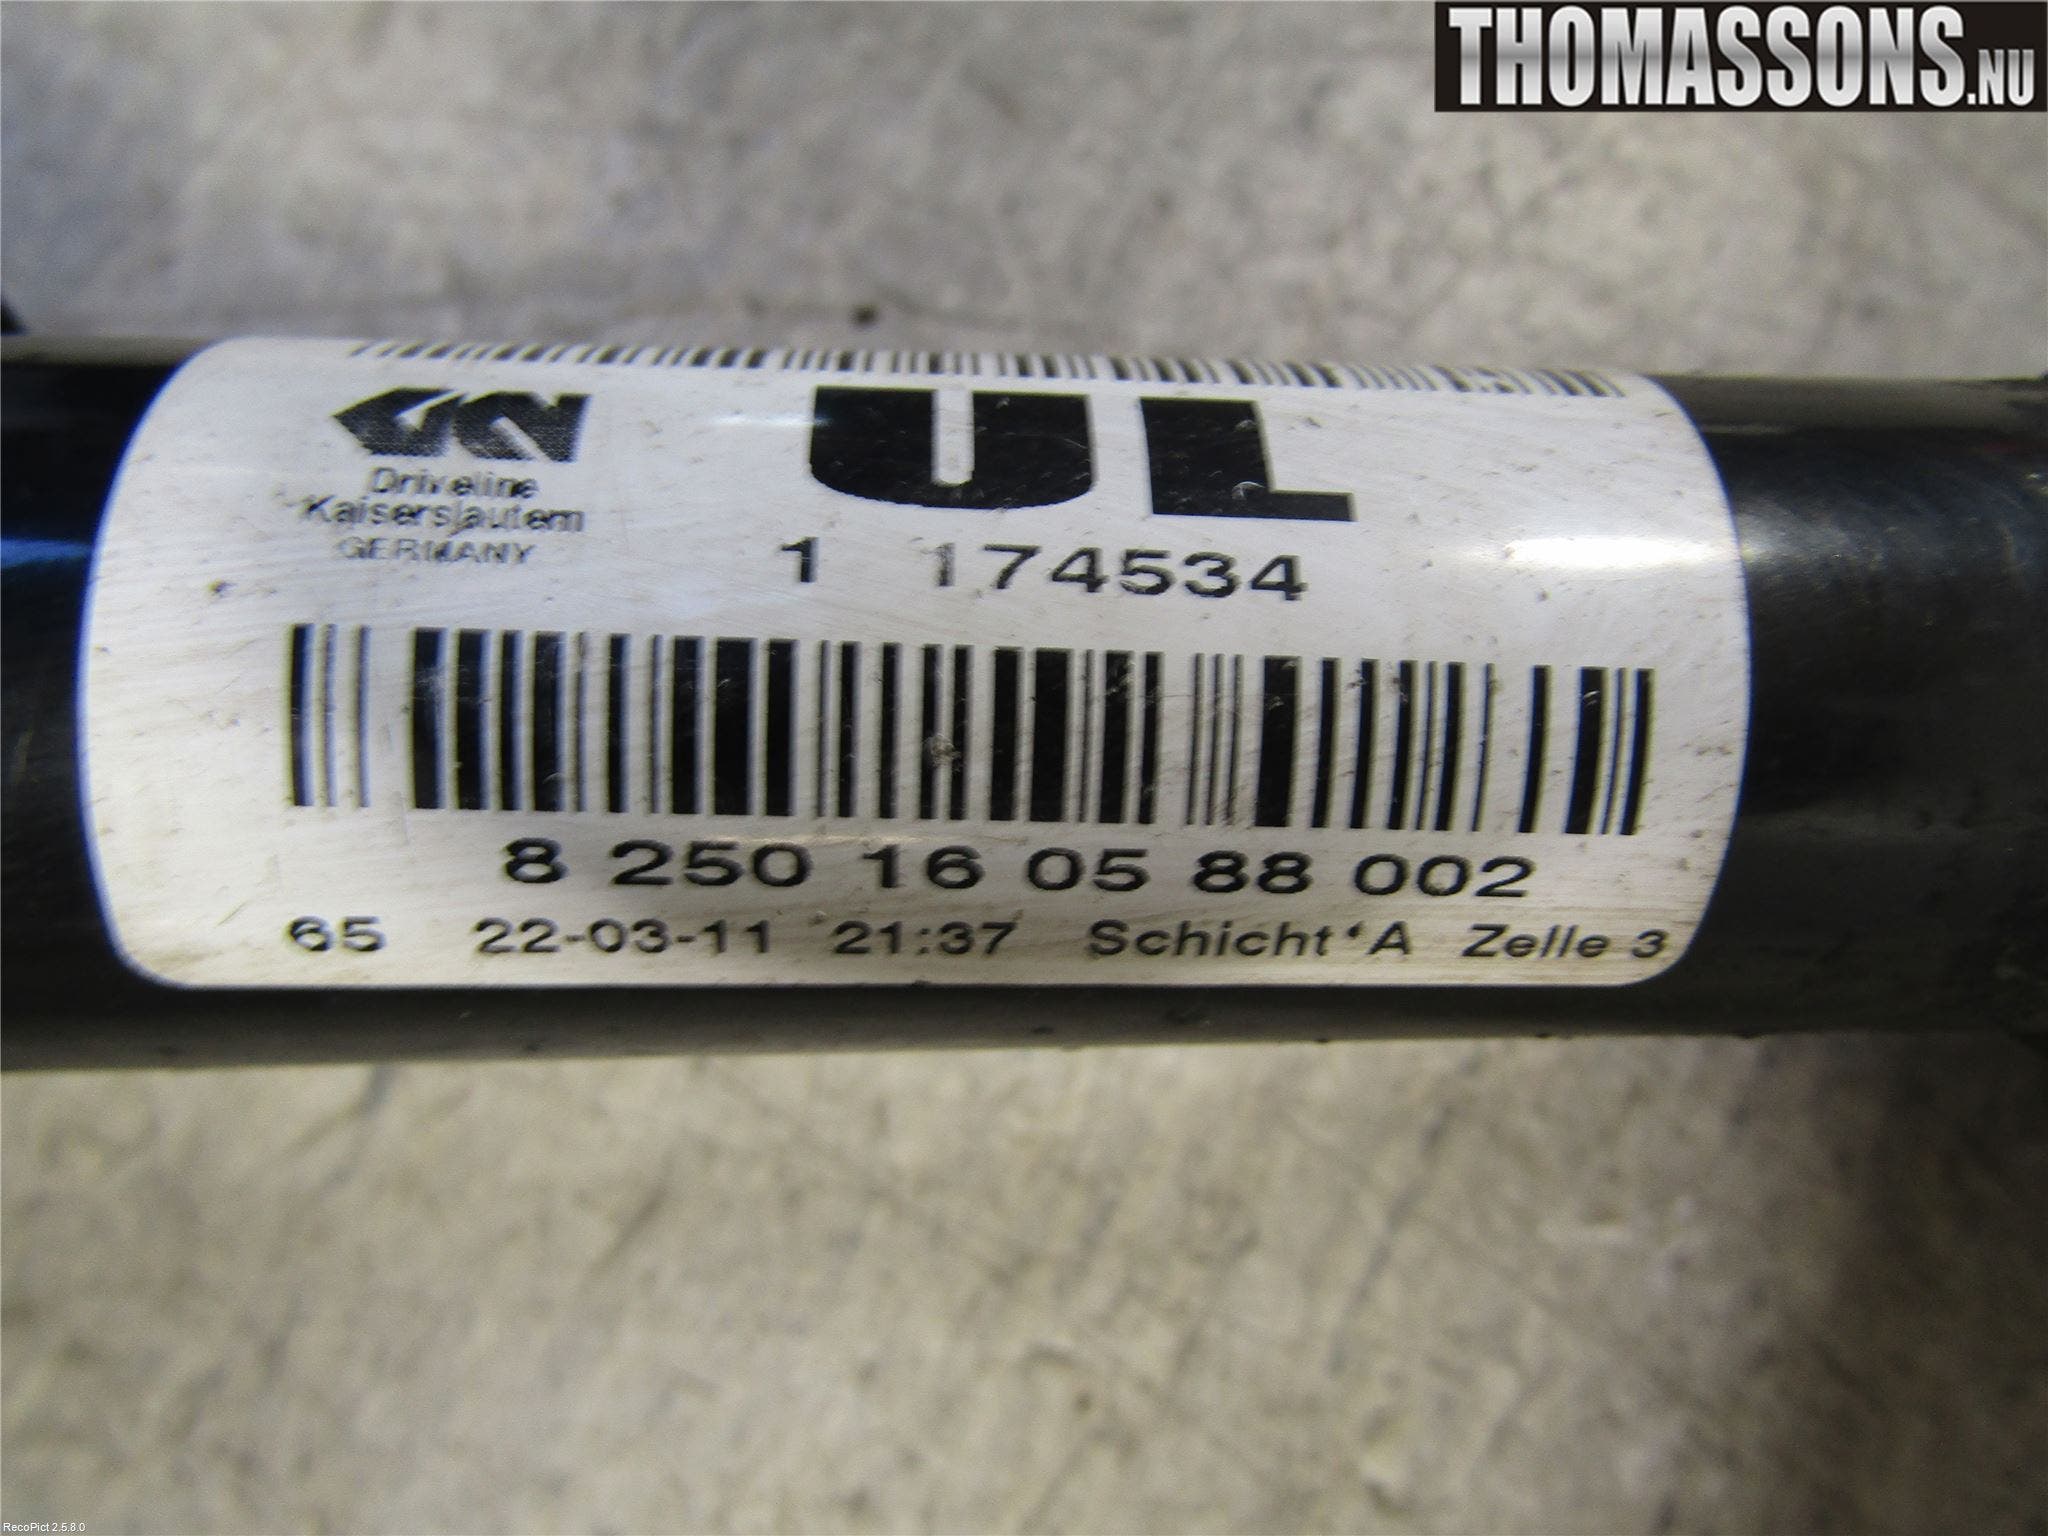 THOMASSONS.NU
GKN
Driveline
Kaiserslautern
GERMANY
UL
1 174534
8 250 16 05 88 002
65 22-03-11 21:37 Schicht'A Zelle 3
RecoPict 2.5.8.0